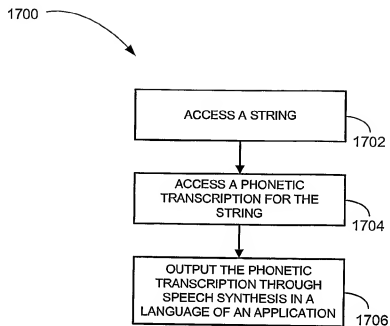 1700
ACCESS A STRING
1702
ACCESS A PHONETIC
TRANSCRIPTION FOR THE
STRING
1704
OUTPUT THE PHONETIC
TRANSCRIPTION THROUGH
SPEECH SYNTHESIS IN A
LANGUAGE OF AN APPLICATION
1706